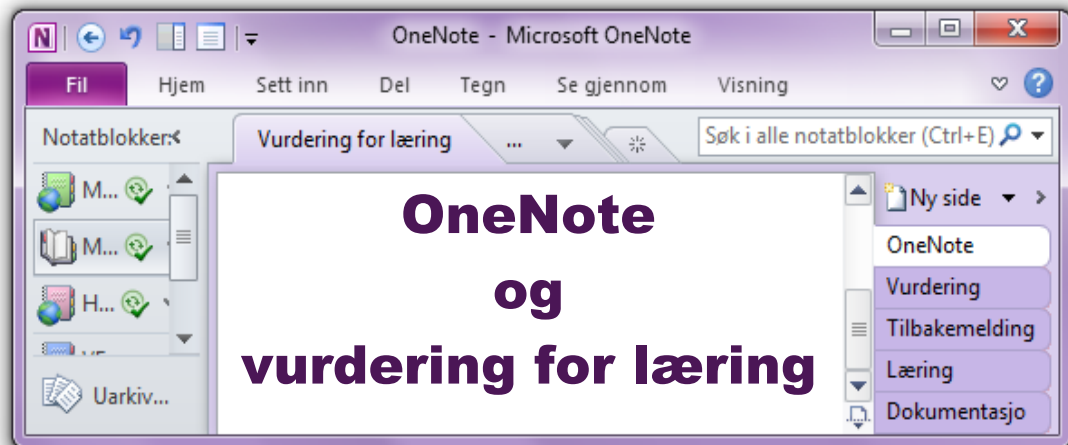 OneNote - Microsoft OneNote
Fil Hjem Sett inn Del Tegn Se gjennom Visning
Notatblokker:
Vurdering for læring ...
Søk i alle notatblokker (Ctrl+E)
M...
M...
H...
Uarkiv...
OneNote
og
vurdering for læring
Ny side
OneNote
Vurdering
Tilbakemelding
Læring
Dokumentasjo